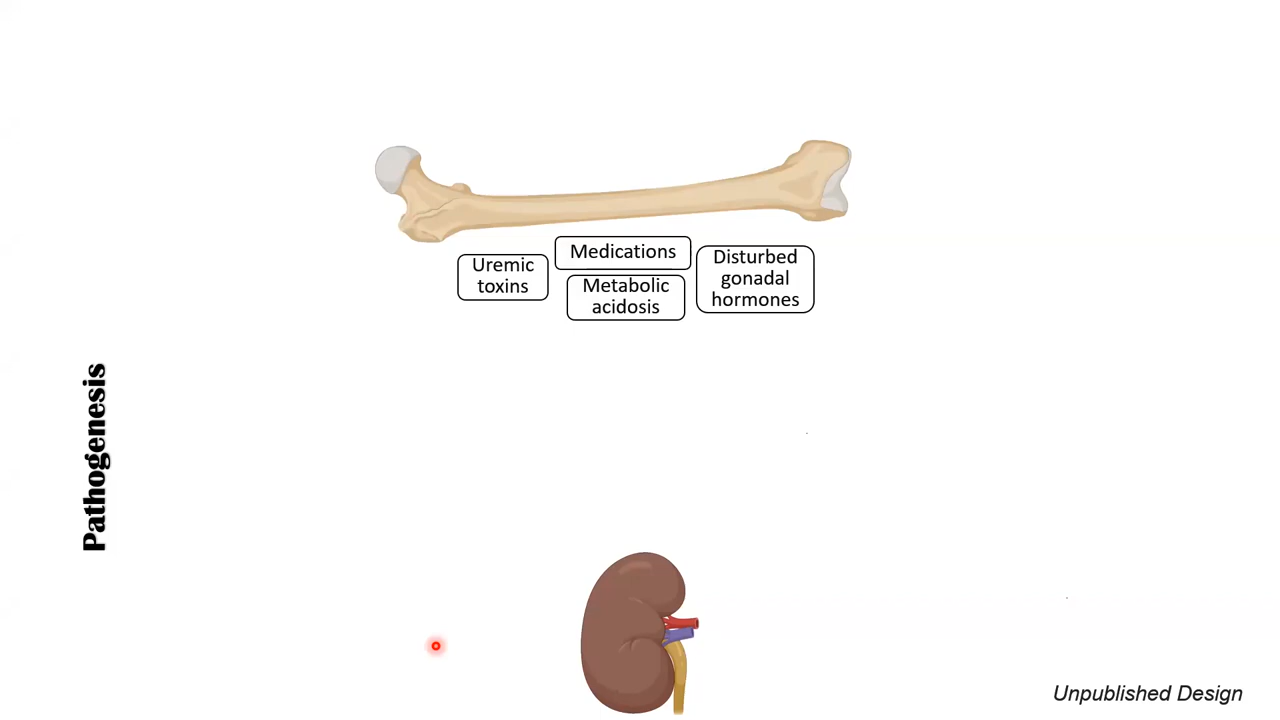 Medications
Uremic
toxins
Metabolic
acidosis
Disturbed
gonadal
hormones
Pathogenesis
Unpublished Design